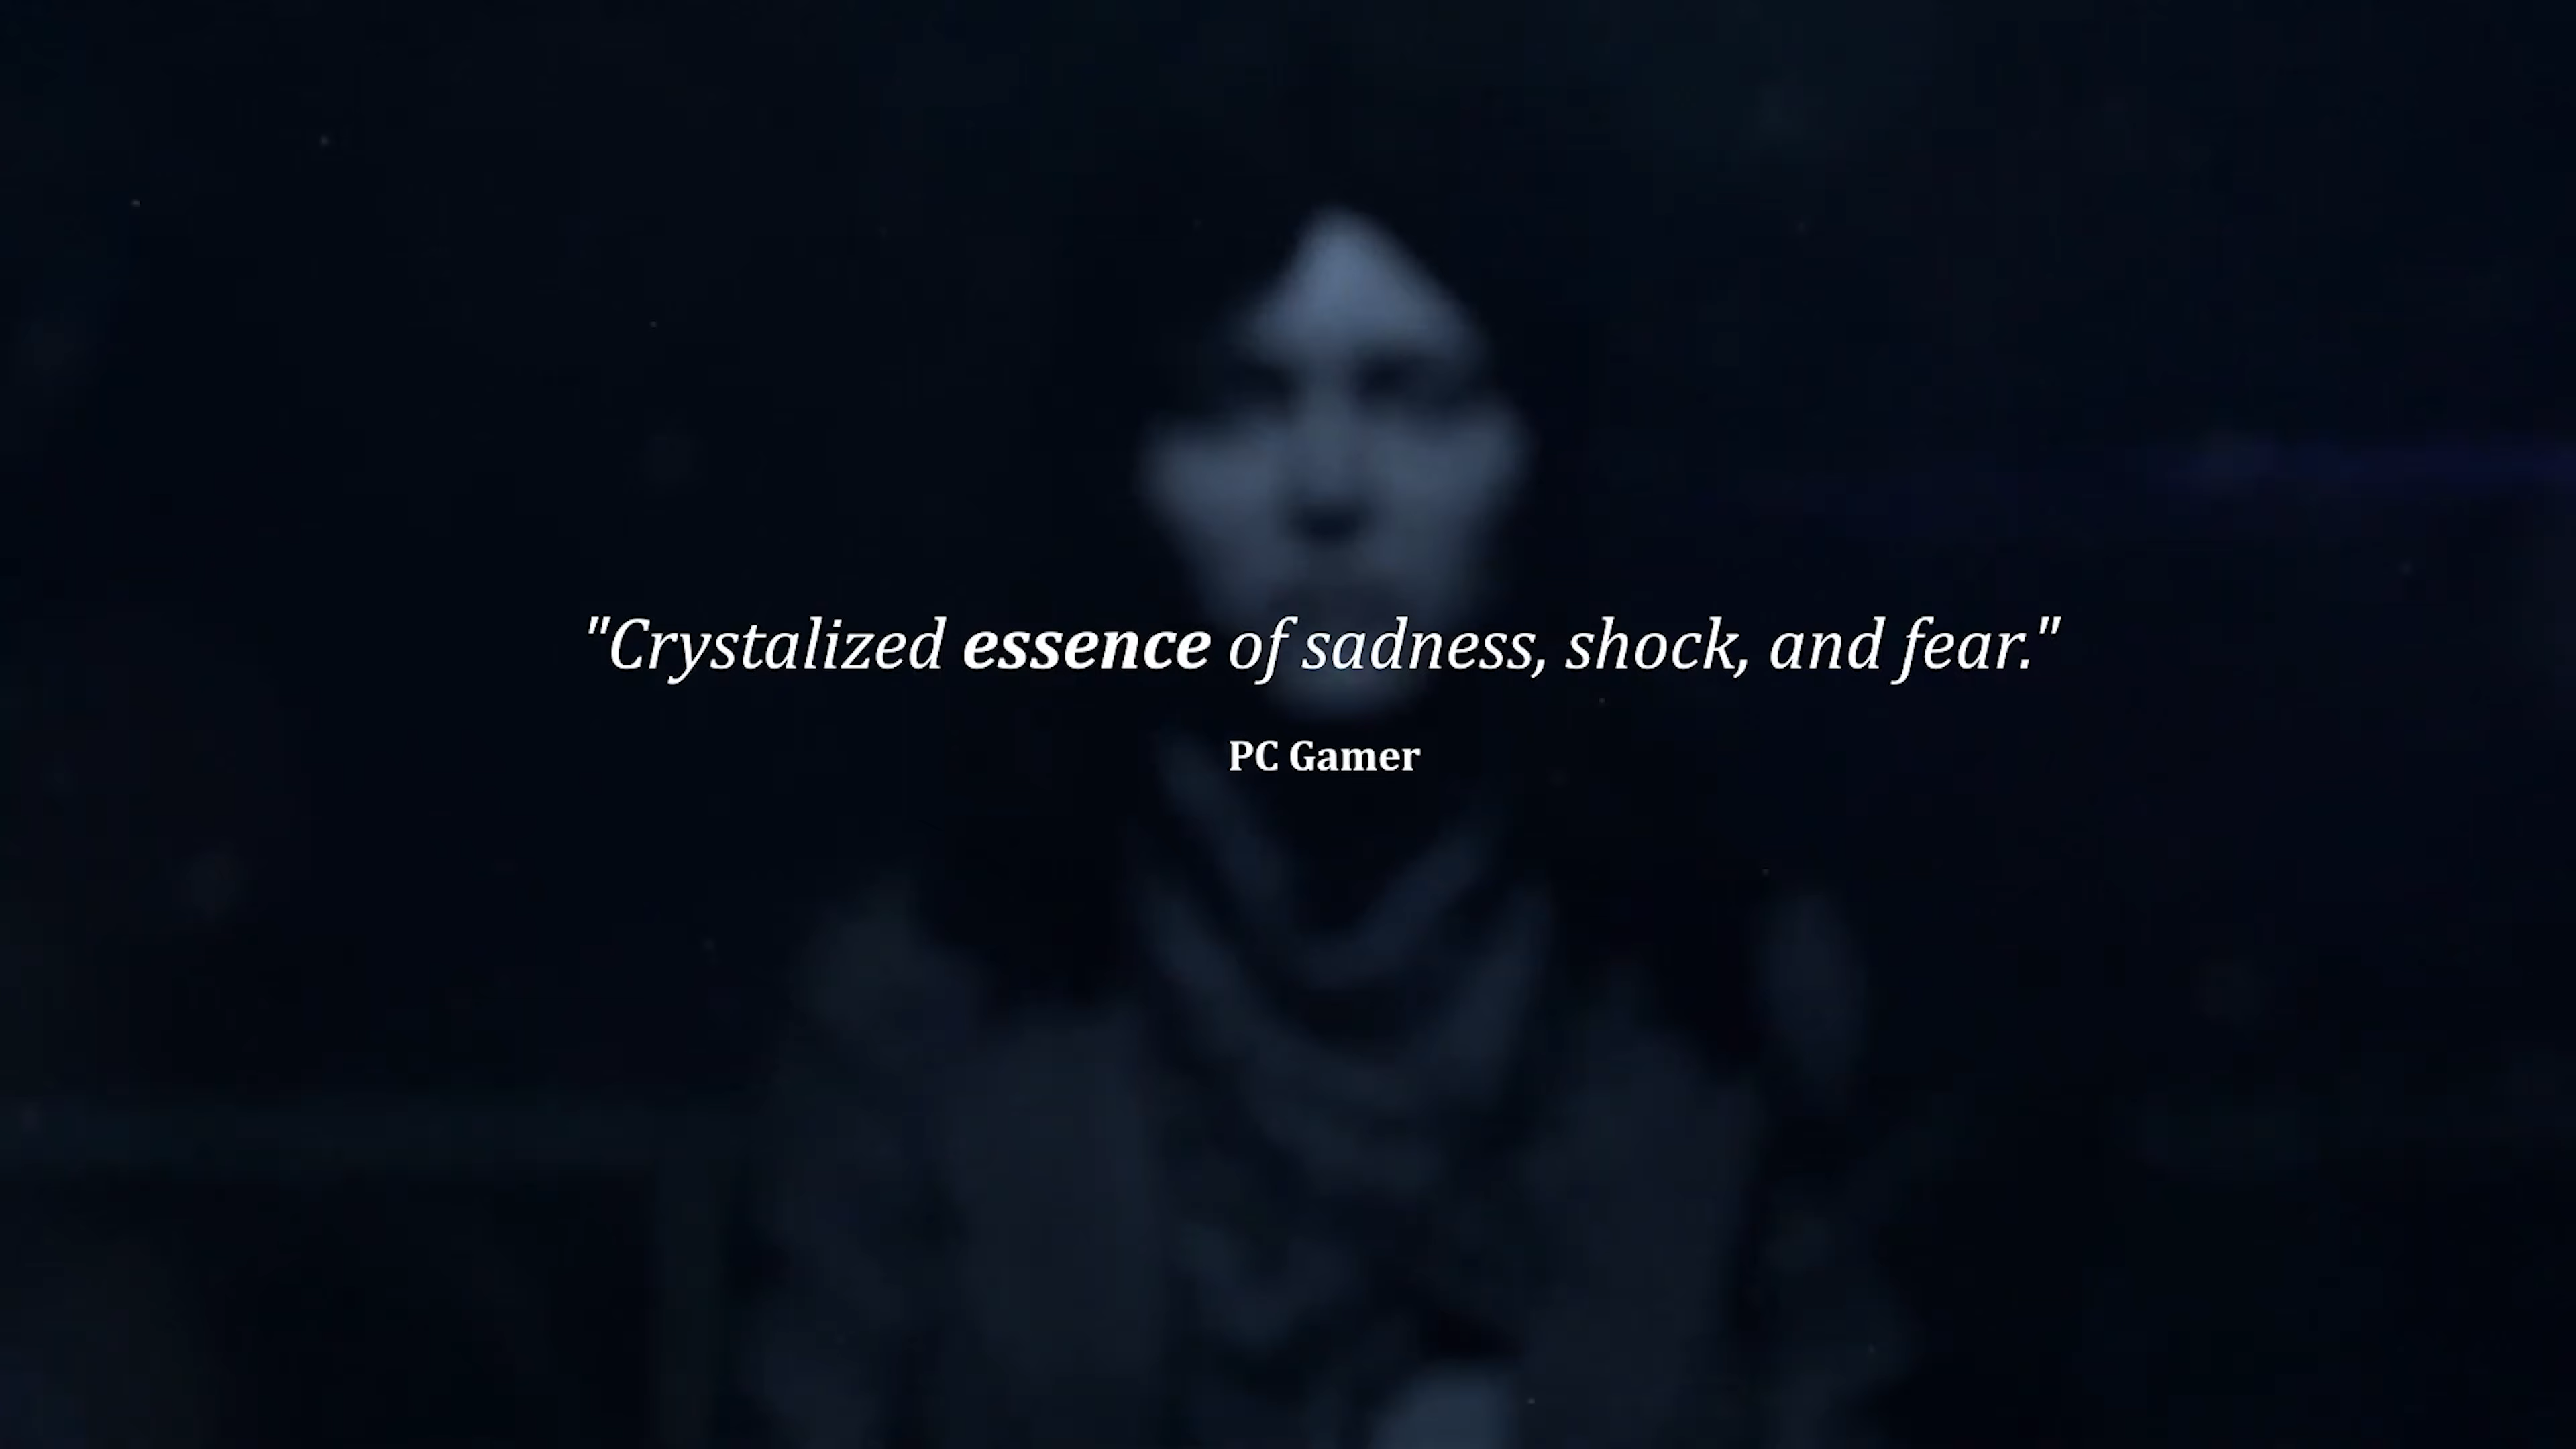 "Crystalized essence of sadness, shock, and fear."
PC Gamer